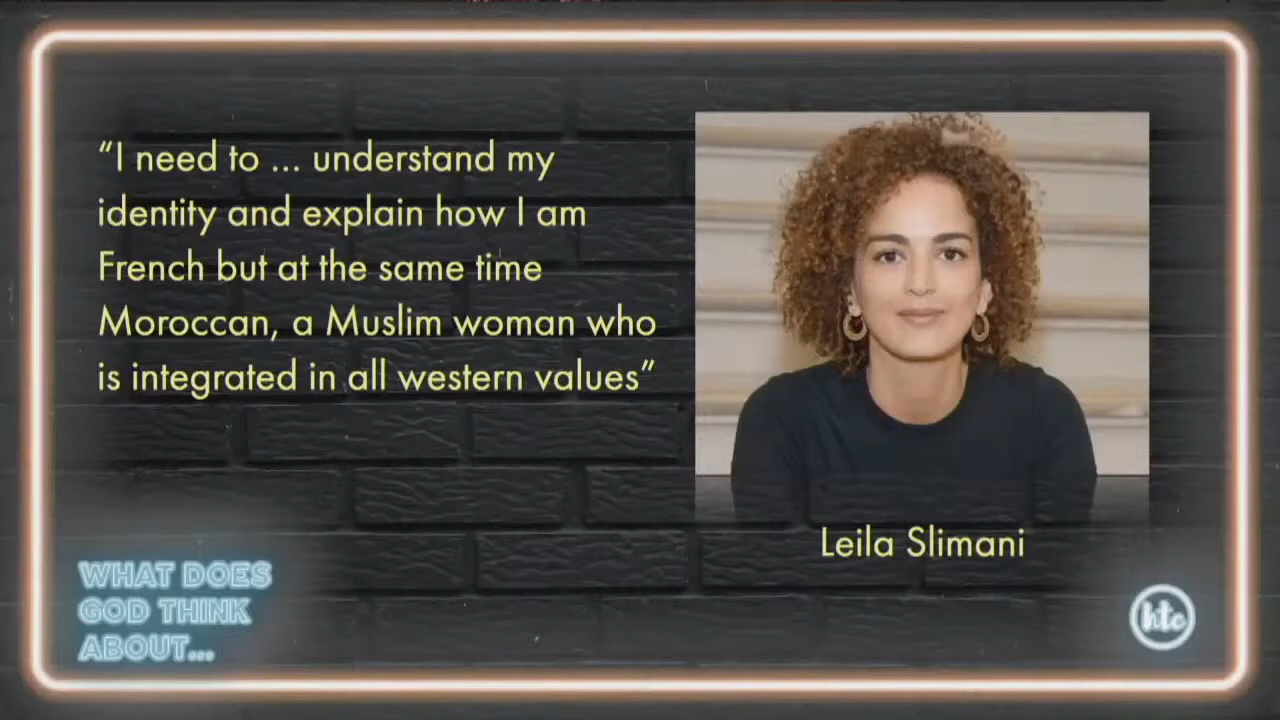 “I need to ... understand my
identity and explain how I am
French but at the same time
Moroccan, a Muslim woman who
is integrated in all western values”
Leila Slimani
WHAT DOES
GOD THINK
ABOUT...
htc